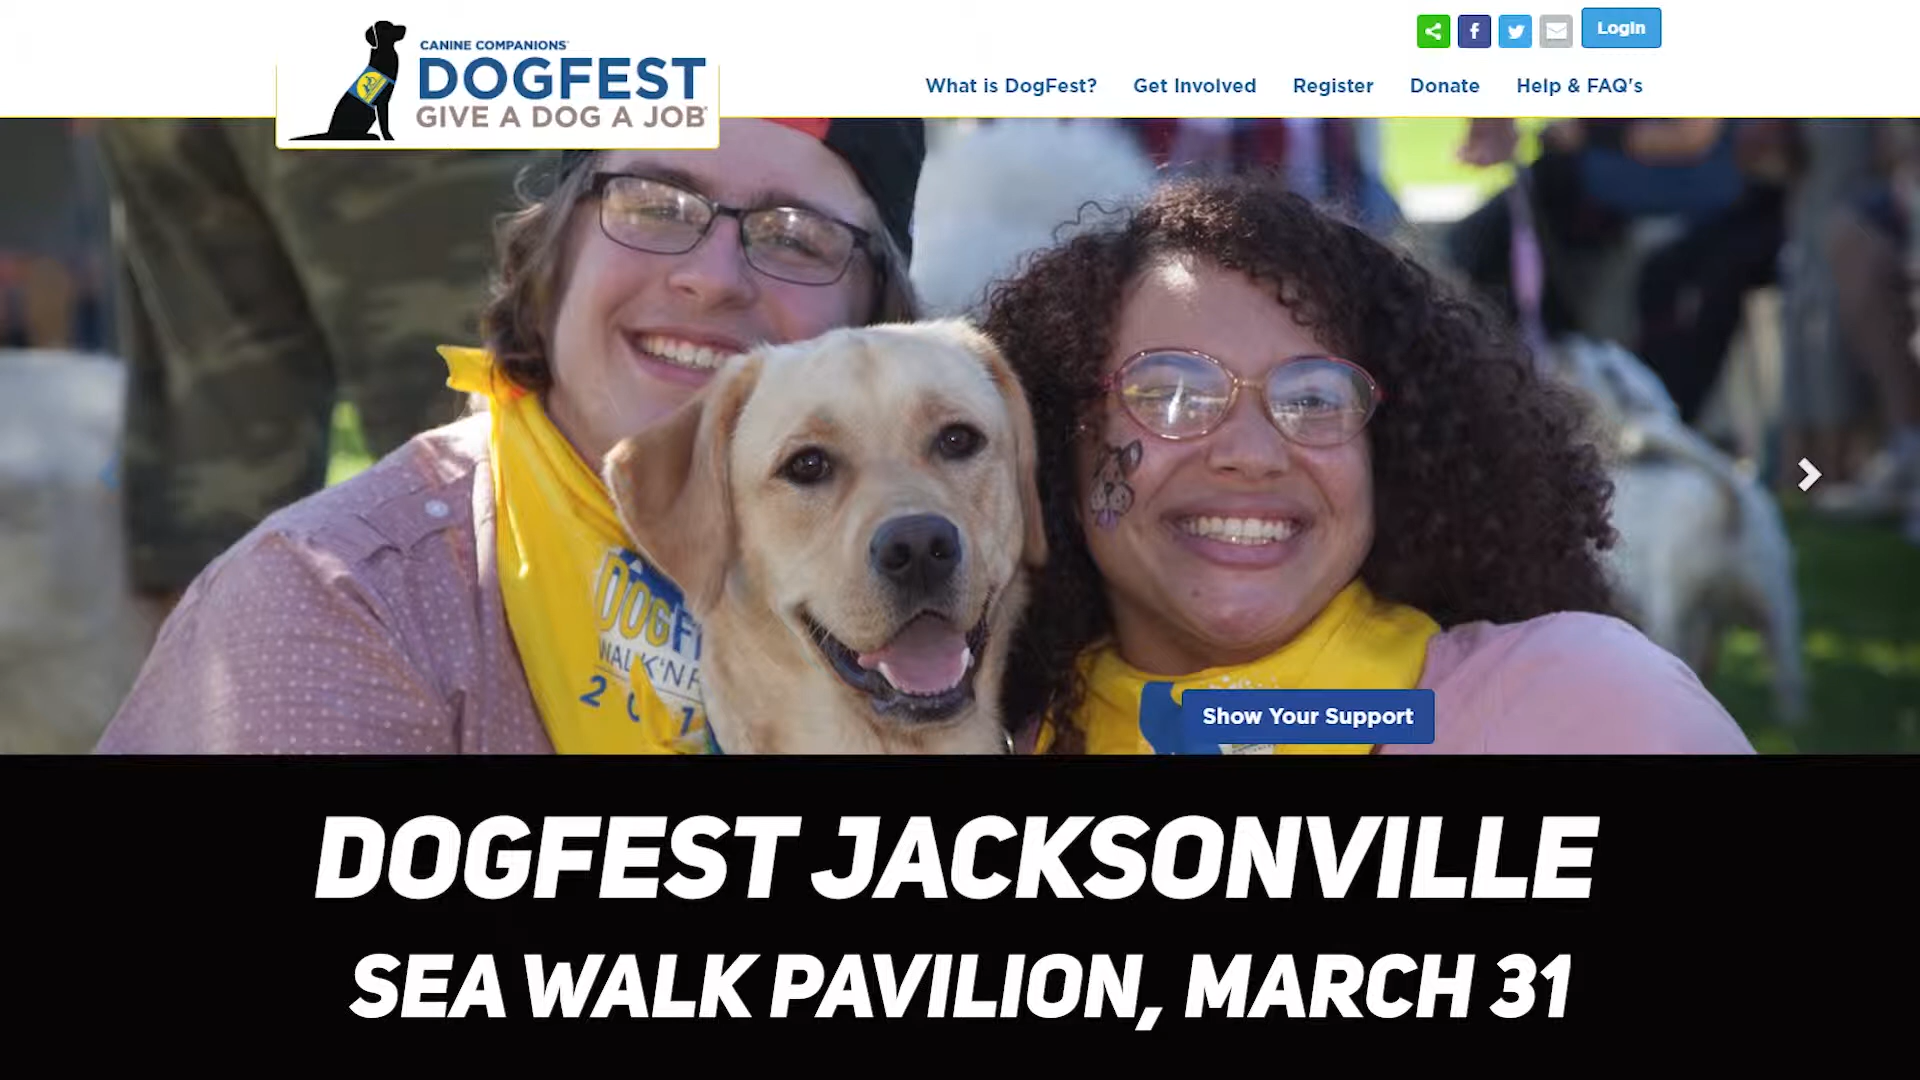 CANINE COMPANIONS
DOGFEST
GIVE A DOG A JOB
Login
What is DogFest?
Get Involved
Register
Donate
Help & FAQ's
Show Your Support
DOGFEST JACKSONVILLE
SEA WALK PAVILION, MARCH 31